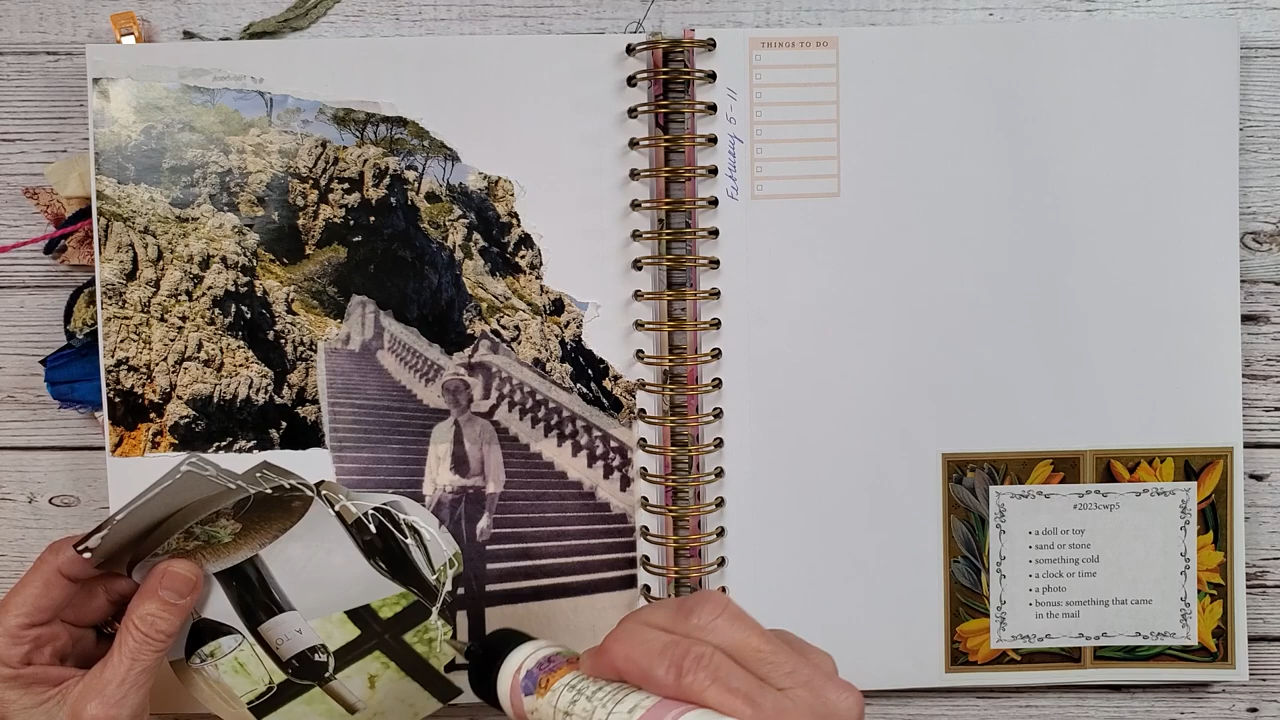 THINGS TO DO
February 5-11
#2023cwp5
• a doll or toy
• sand or stone
• something cold
• a clock or time
• a photo
• bonus: something that came
in the mail
ALTO